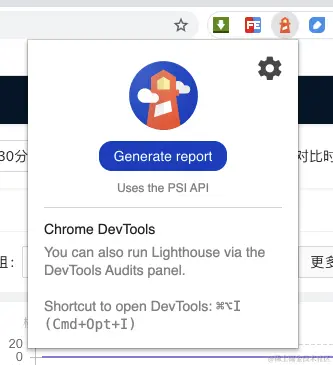 FE
30分
对比时
Generate report
Uses the PSI API
Chrome DevTools
You can also run Lighthouse via the
DevTools Audits panel.
组:
更多
Shortcut to open DevTools: ⌘⌥I
(Cmd+Opt+I)
20
0
@稀土掘金技术社区